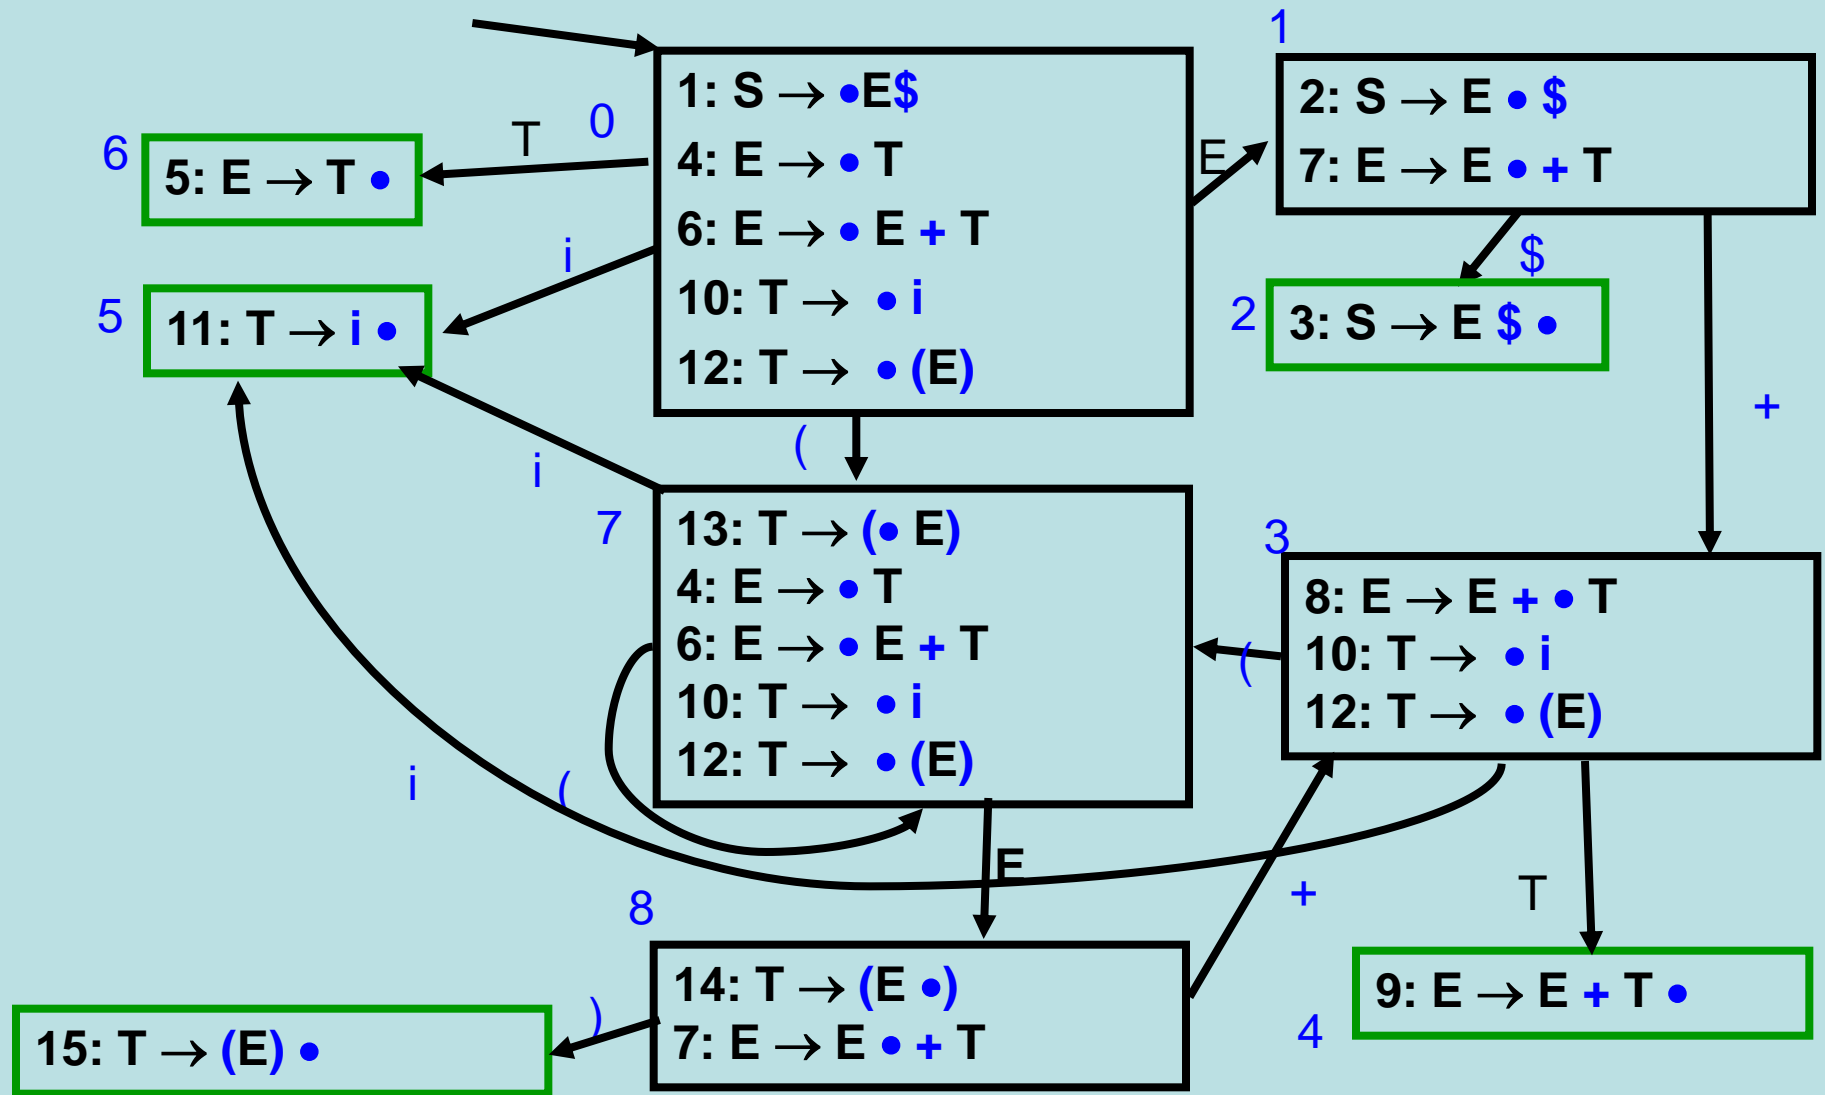 1
1: S → •E$
4: E → • T
6: E → • E + T
10: T → • i
12: T → • (E)
2: S → E • $
7: E → E • + T
0
T
E
6
5: E → T •
i
$
5
11: T → i •
2
3: S → E $ •
+
(
i
7
13: T → (• E)
4: E → • T
6: E → • E + T
10: T → • i
12: T → • (E)
3
8: E → E + • T
10: T → • i
12: T → • (E)
(
i
(
E
+
T
8
14: T → (E •)
7: E → E • + T
4
9: E → E + T •
)
15: T → (E) •